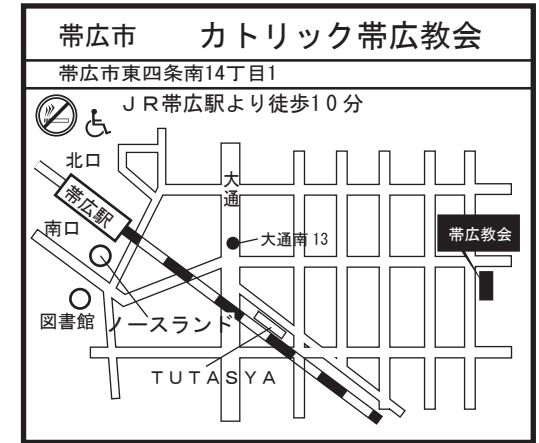 帯広市 カトリック帯広教会
帯広市東四条南14丁目1
JR帯広駅より徒歩10分
北口
大通
帯広駅
南口
大通南13
帯広教会
図書館
ノースランド
TUTASYA